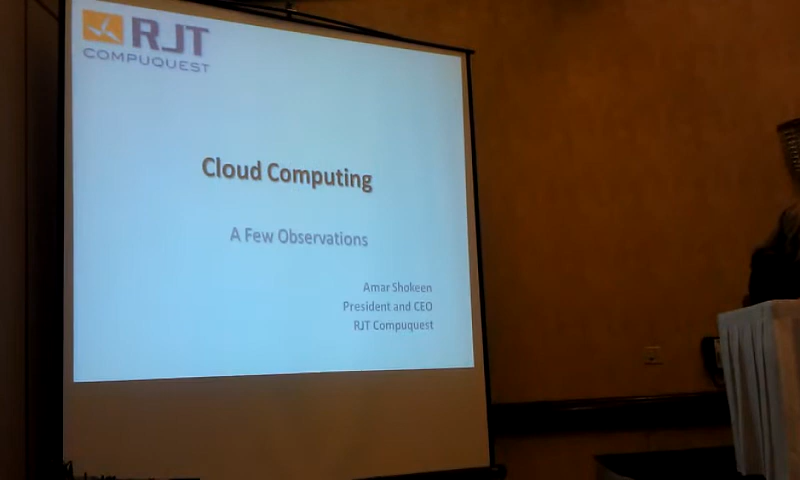 RJT
COMPUQUEST
Cloud Computing
A Few Observations
Amar Shokeen
President and CEO
RJT Compuquest